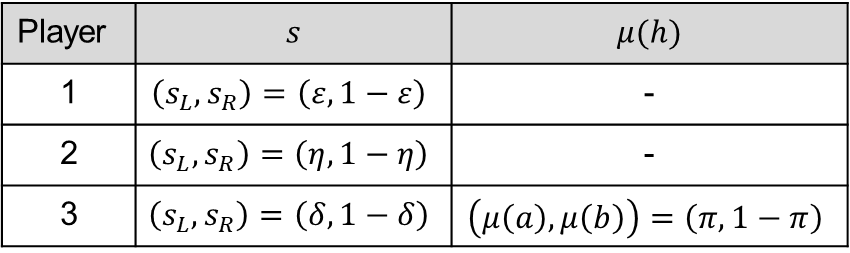 Player s μ(h)
1 (s_L, s_R) = (ε, 1 − ε) -
2 (s_L, s_R) = (η, 1 − η) -
3 (s_L, s_R) = (δ, 1 − δ) (μ(a), μ(b)) = (π, 1 − π)